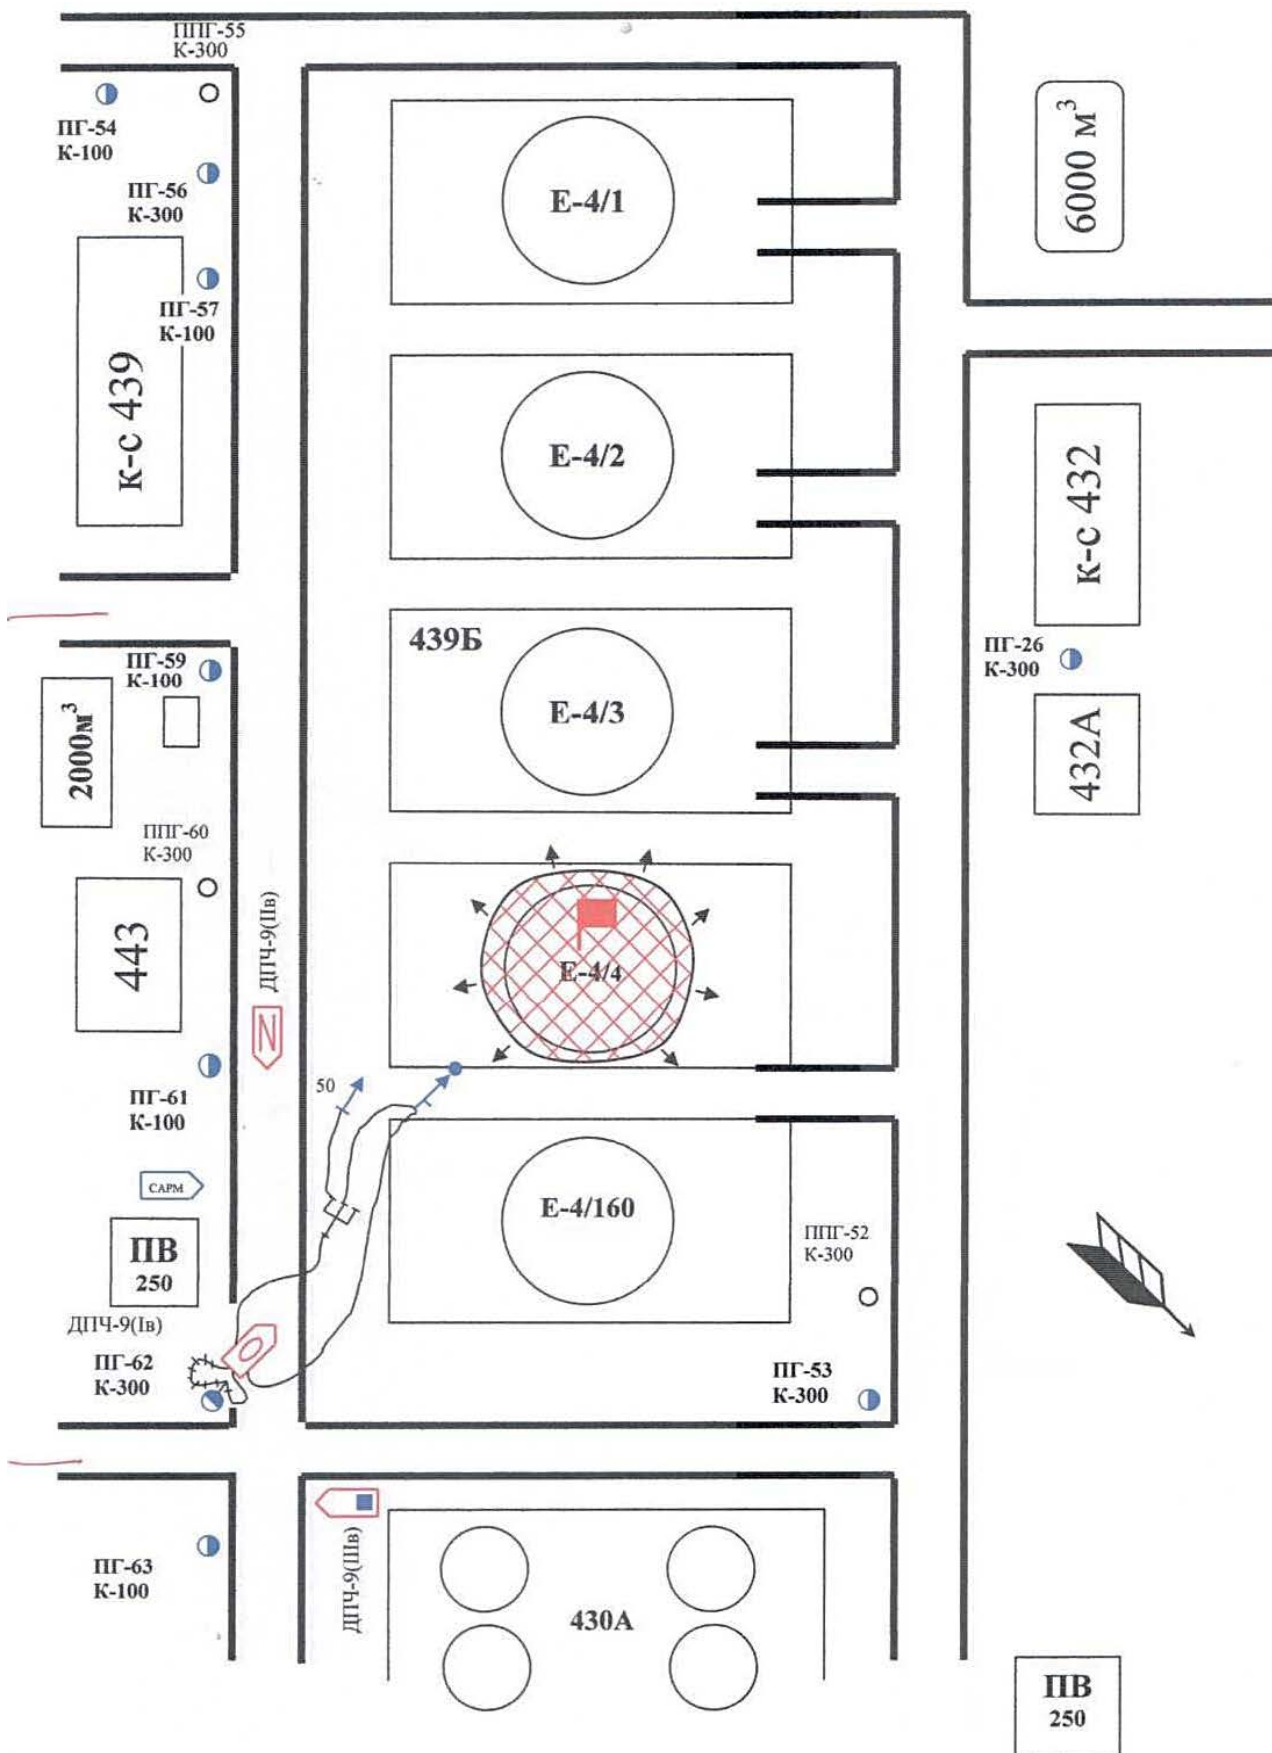 ППГ-55
К-300
ПГ-54
К-100
ПГ-56
К-300
ПГ-57
К-100
к-с 439
Е-4/1
6000 м³
Е-4/2
к-с 432
439Б
Е-4/3
ПГ-26
К-300
432А
ПГ-59
К-100
2000м³
ППГ-60
К-300
443
ДПЧ-9(IIв)
N
Е-4/4
50
ПГ-61
К-100
САРМ
ПВ
250
Е-4/160
ППГ-52
К-300
ДПЧ-9(Iв)
ПГ-62
К-300
ПГ-53
К-300
ПГ-63
К-100
ДПЧ-9(IIIв)
430А
ПВ
250